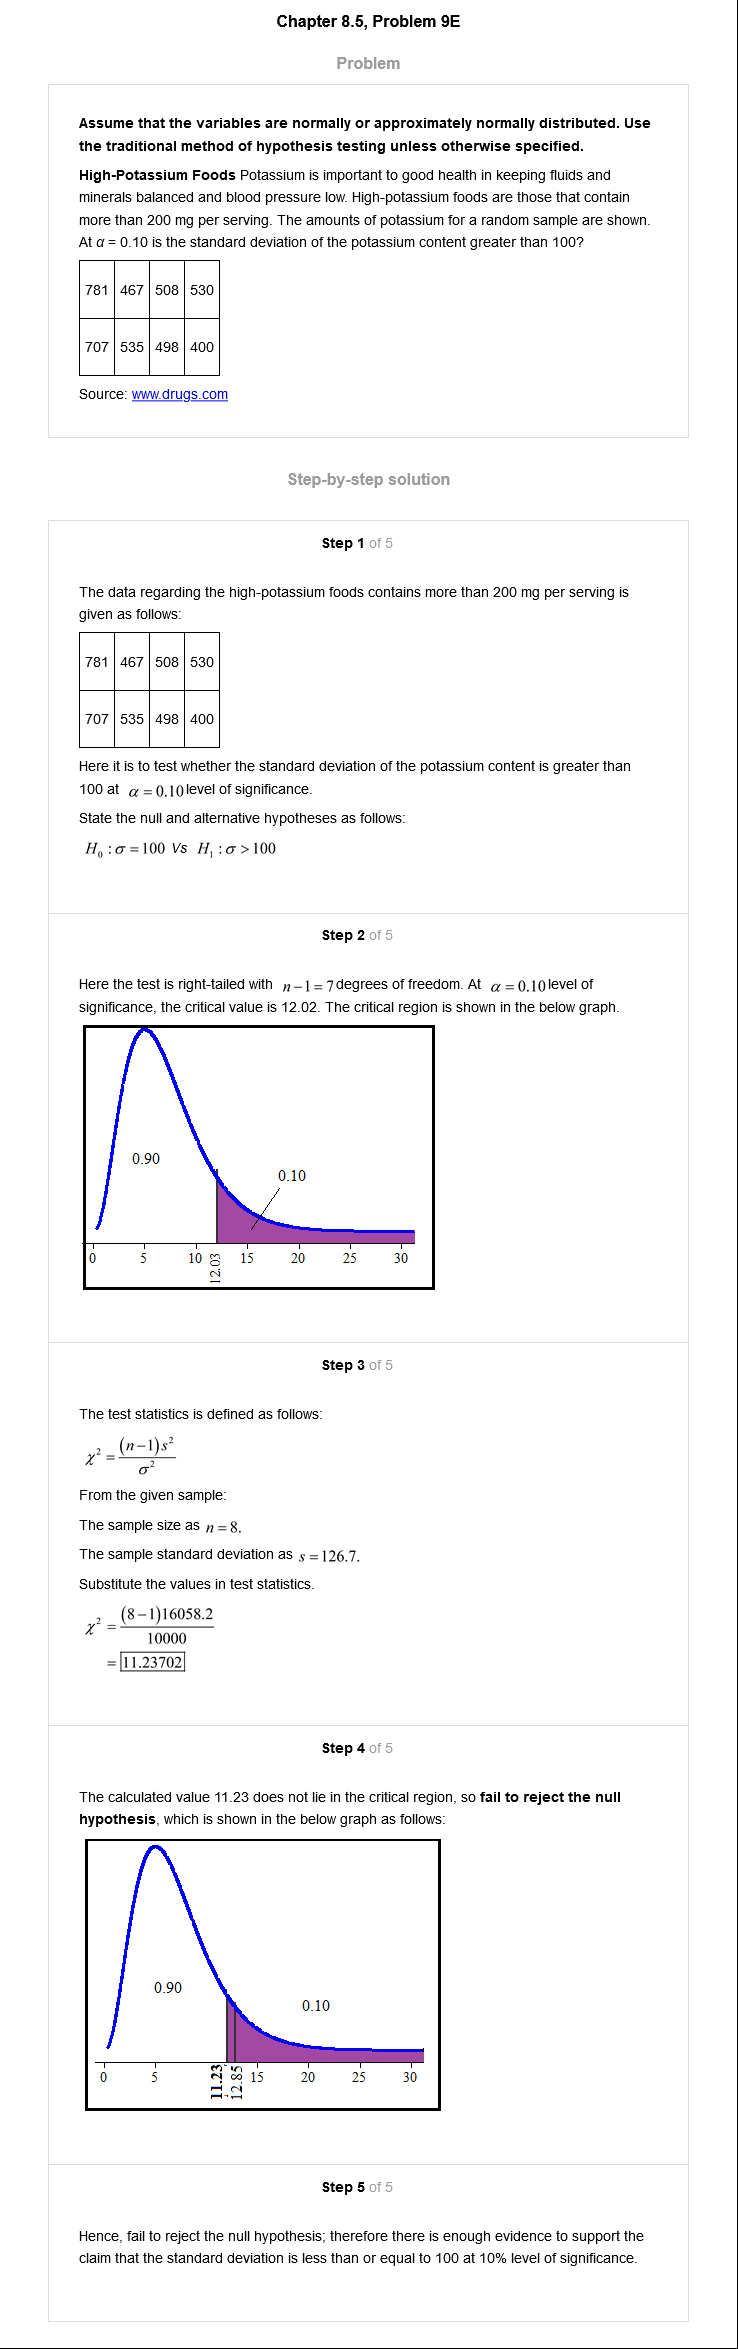 Chapter 8.5, Problem 9E
Problem
Assume that the variables are normally or approximately normally distributed. Use
the traditional method of hypothesis testing unless otherwise specified.
High-Potassium Foods Potassium is important to good health in keeping fluids and
minerals balanced and blood pressure low. High-potassium foods are those that contain
more than 200 mg per serving. The amounts of potassium for a random sample are shown.
At α = 0.10 is the standard deviation of the potassium content greater than 100?
781 467 508 530
707 535 498 400
Source: www.drugs.com
Step-by-step solution
Step 1 of 5
The data regarding the high-potassium foods contains more than 200 mg per serving is
given as follows:
781 467 508 530
707 535 498 400
Here it is to test whether the standard deviation of the potassium content is greater than
100 at α = 0.10 level of significance.
State the null and alternative hypotheses as follows:
H₀ : σ = 100 Vs H₁ : σ > 100
Step 2 of 5
Here the test is right-tailed with n − 1 = 7 degrees of freedom. At α = 0.10 level of
significance, the critical value is 12.02. The critical region is shown in the below graph.
0.90
0.10
0 5 10 12.03 15 20 25 30
Step 3 of 5
The test statistics is defined as follows:
χ² = (n−1)s² / σ²
From the given sample:
The sample size as n = 8.
The sample standard deviation as s = 126.7.
Substitute the values in test statistics.
χ² = (8−1)16058.2 / 10000
= 11.23702
Step 4 of 5
The calculated value 11.23 does not lie in the critical region, so fail to reject the null
hypothesis, which is shown in the below graph as follows:
0.90
0.10
0 5 11.23 12.85 15 20 25 30
Step 5 of 5
Hence, fail to reject the null hypothesis; therefore there is enough evidence to support the
claim that the standard deviation is less than or equal to 100 at 10% level of significance.